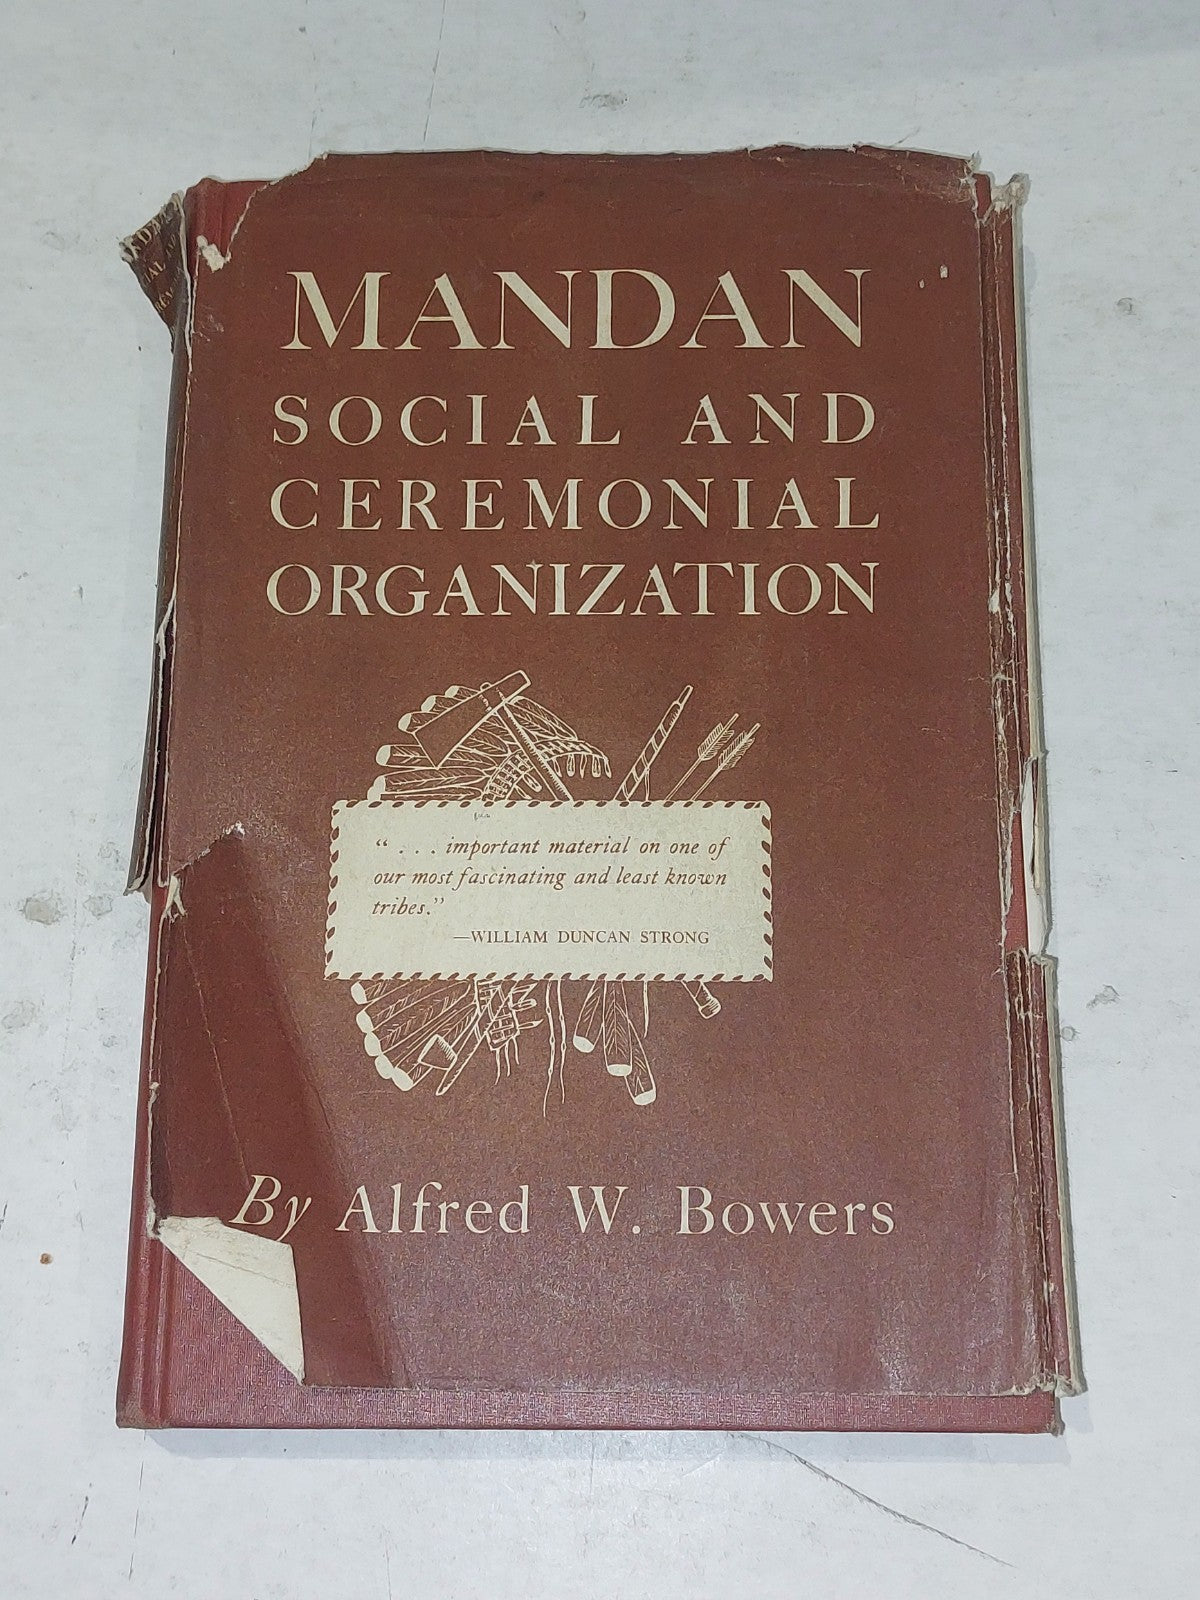 MANDAN
SOCIAL AND
CEREMONIAL
ORGANIZATION
“ . . . important material on one of
our most fascinating and least known
tribes.”
—WILLIAM DUNCAN STRONG
By Alfred W. Bowers